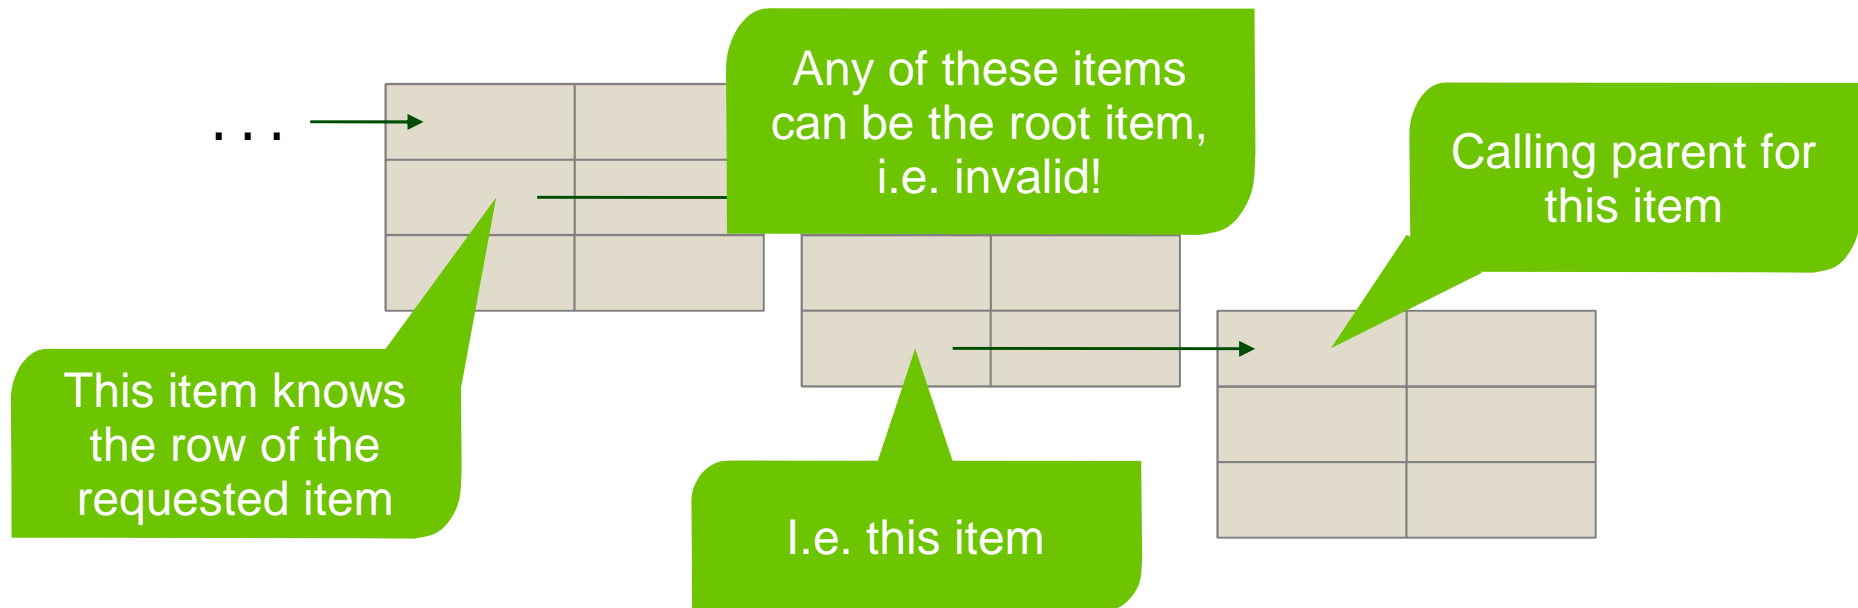 Any of these items
can be the root item,
i.e. invalid!
. . .
Calling parent for
this item
This item knows
the row of the
requested item
I.e. this item